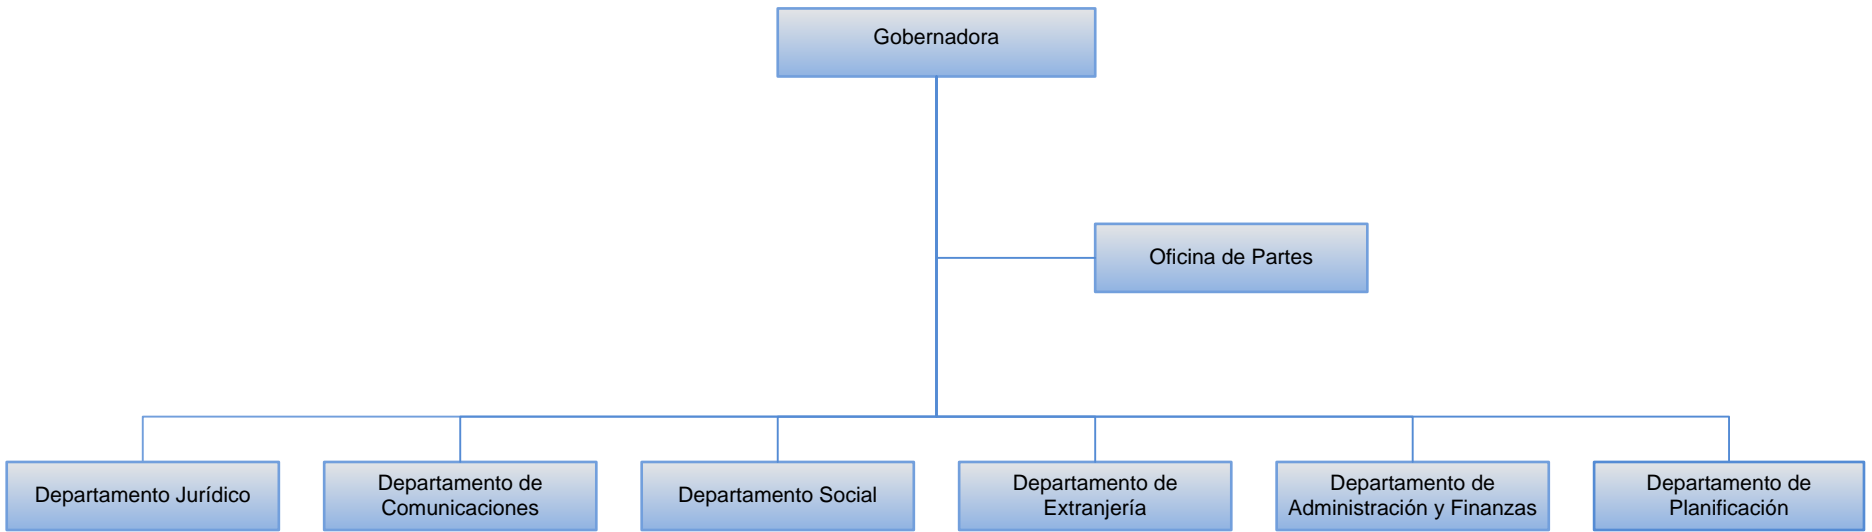 Gobernadora
Oficina de Partes
Departamento Jurídico
Departamento de
Comunicaciones
Departamento Social
Departamento de
Extranjería
Departamento de
Administración y Finanzas
Departamento de
Planificación